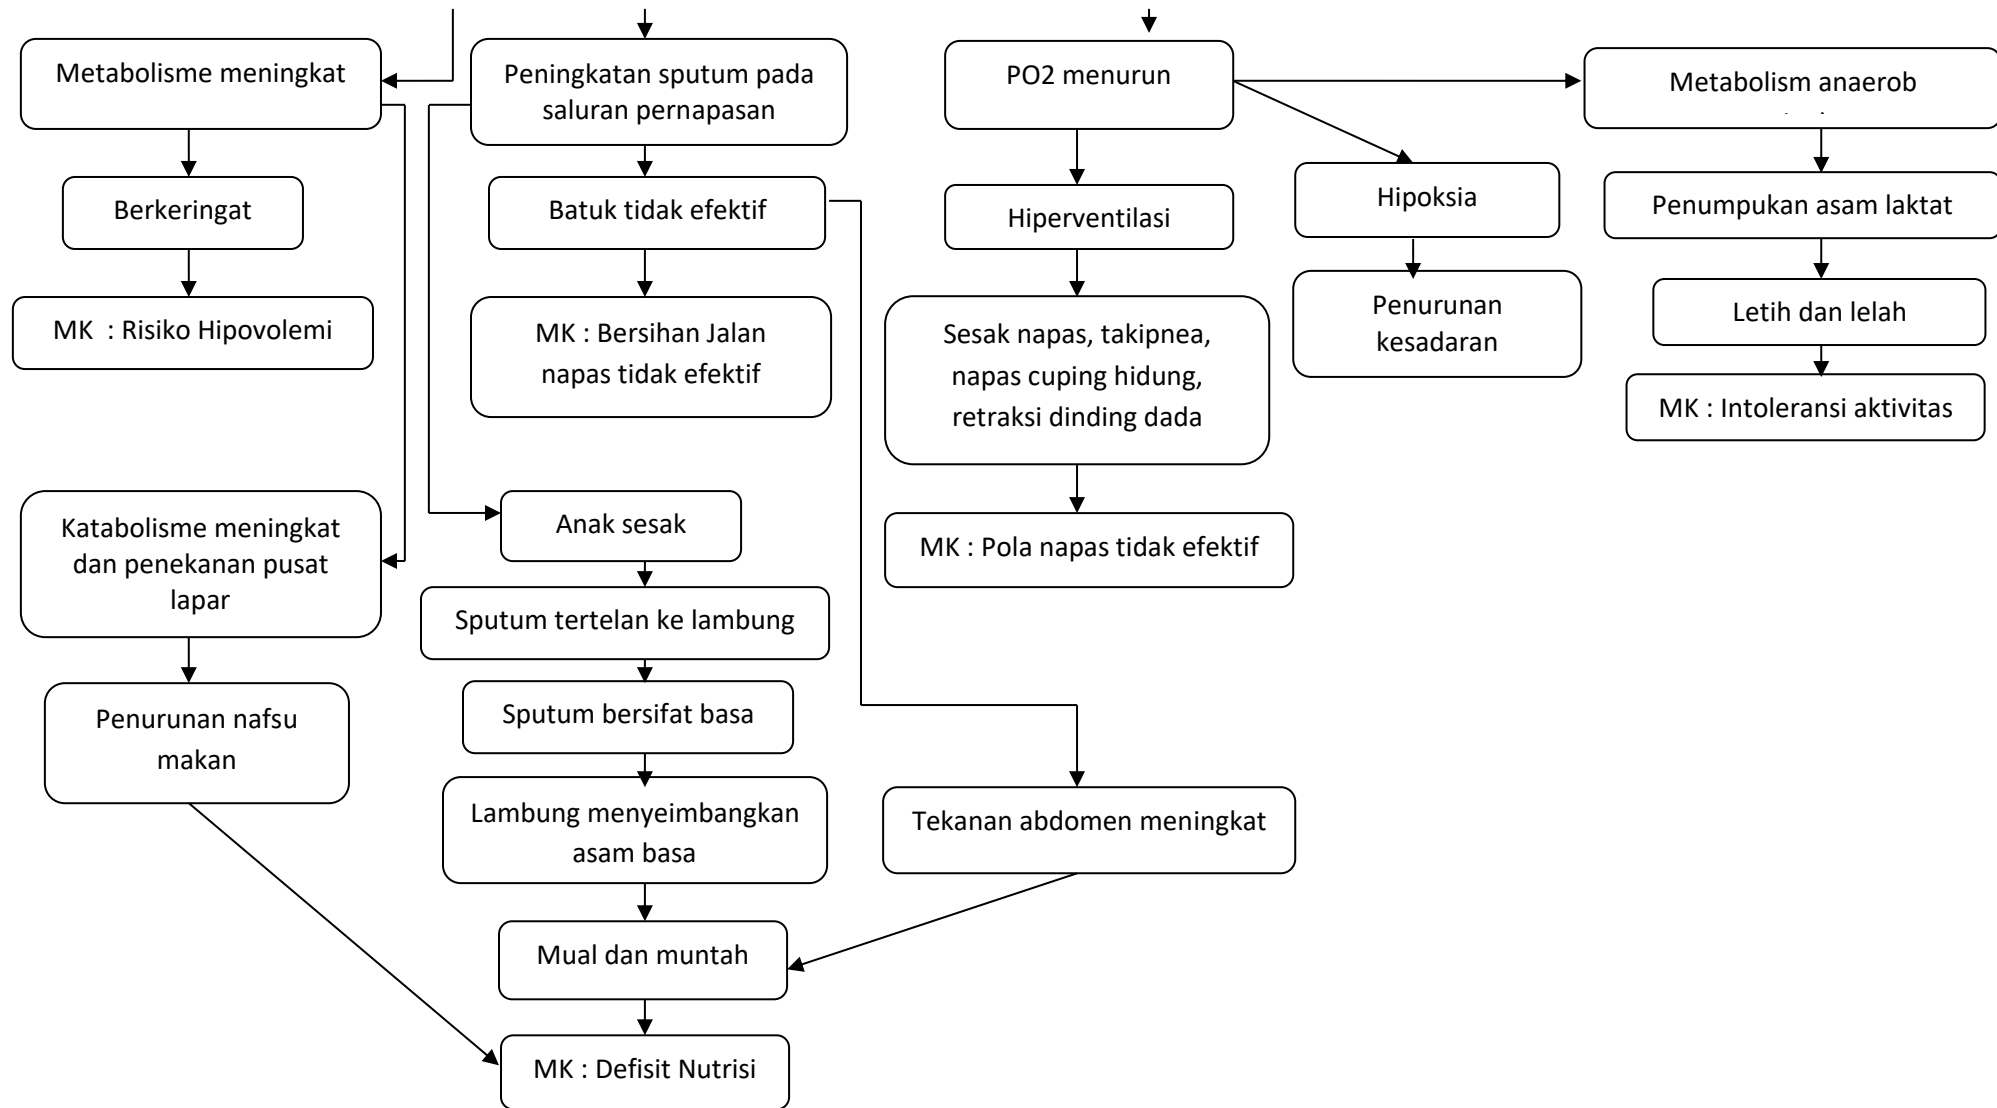 Metabolisme meningkat
Peningkatan sputum pada
saluran pernapasan
PO2 menurun
Metabolism anaerob
Berkeringat
Batuk tidak efektif
Hiperventilasi
Hipoksia
Penumpukan asam laktat
MK : Risiko Hipovolemi
MK : Bersihan Jalan
napas tidak efektif
Sesak napas, takipnea,
napas cuping hidung,
retraksi dinding dada
Penurunan
kesadaran
Letih dan lelah
MK : Intoleransi aktivitas
Katabolisme meningkat
dan penekanan pusat
lapar
Anak sesak
MK : Pola napas tidak efektif
Sputum tertelan ke lambung
Penurunan nafsu
makan
Sputum bersifat basa
Lambung menyeimbangkan
asam basa
Tekanan abdomen meningkat
Mual dan muntah
MK : Defisit Nutrisi